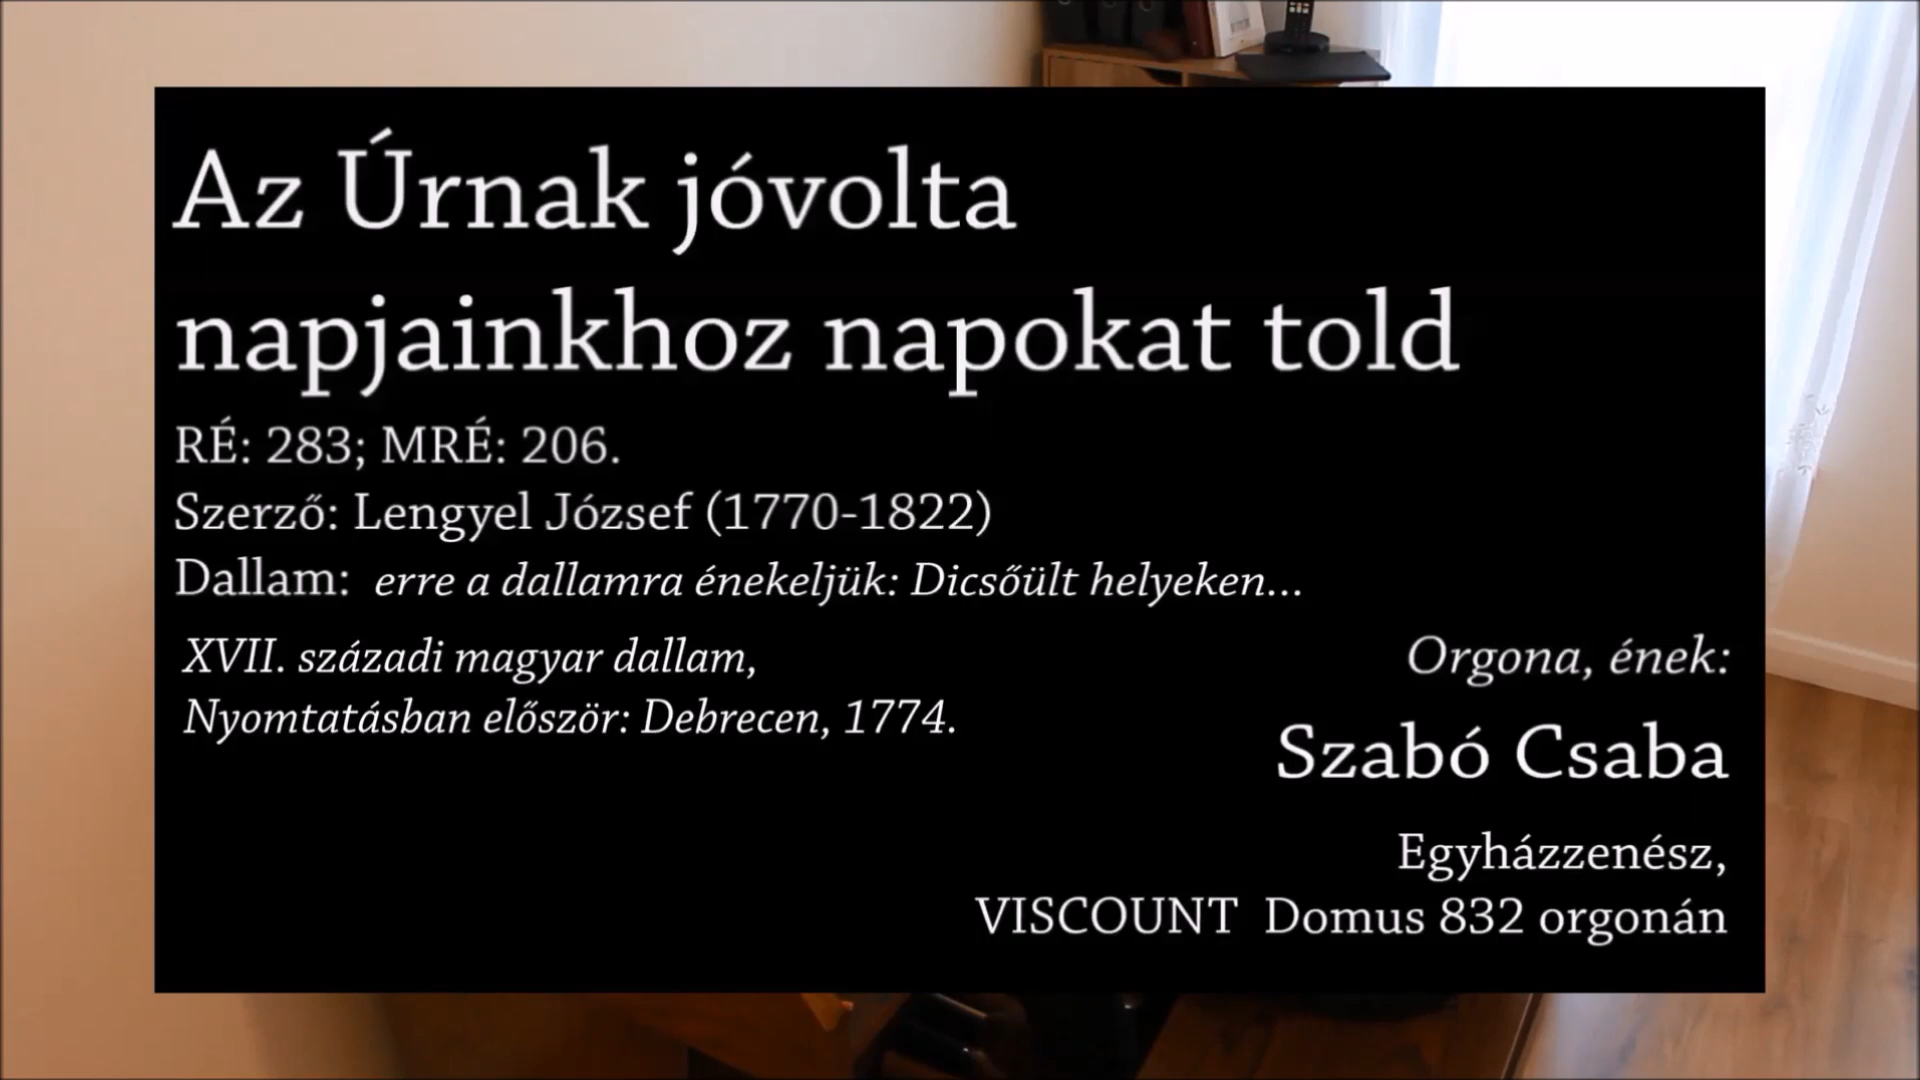 Az Úrnak jóvolta
napjainkhoz napokat told
RÉ: 283; MRÉ: 206.
Szerző: Lengyel József (1770-1822)
Dallam: erre a dallamra énekeljük: Dicsőült helyeken...
XVII. századi magyar dallam,
Nyomtatásban először: Debrecen, 1774.
Orgona, ének:
Szabó Csaba
Egyházzenész,
VISCOUNT Domus 832 orgonán